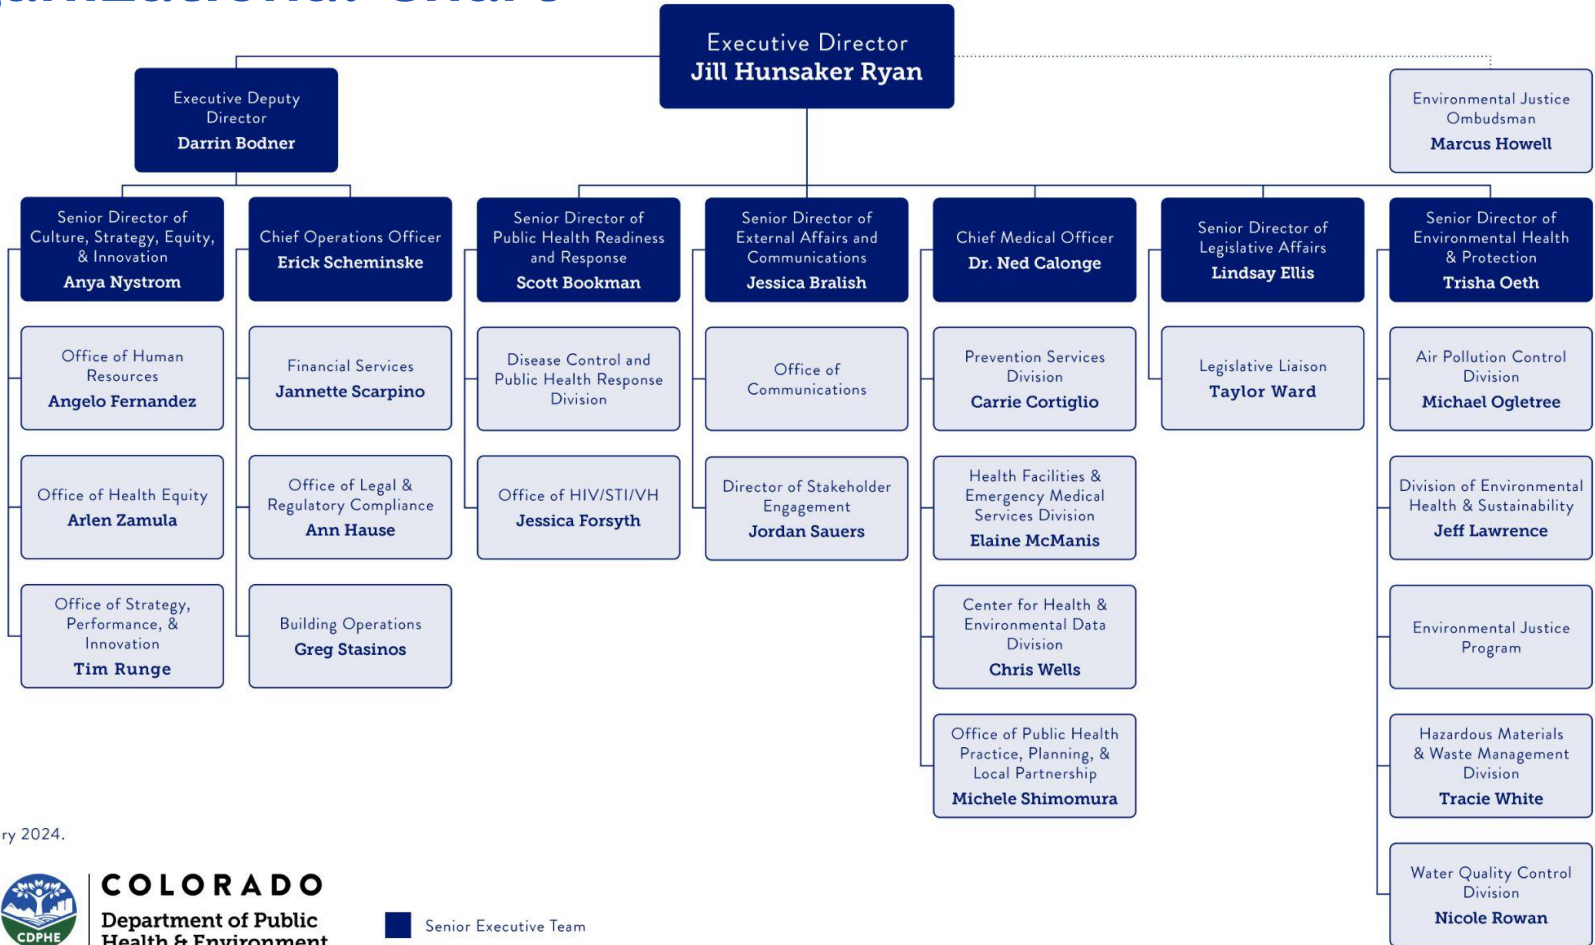 Organizational Chart
Executive Director
Jill Hunsaker Ryan
Executive Deputy
Director
Darrin Bodner
Environmental Justice
Ombudsman
Marcus Howell
Senior Director of
Culture, Strategy, Equity,
& Innovation
Anya Nystrom
Chief Operations Officer
Erick Scheminske
Senior Director of
Public Health Readiness
and Response
Scott Bookman
Senior Director of
External Affairs and
Communications
Jessica Bralish
Chief Medical Officer
Dr. Ned Calonge
Senior Director of
Legislative Affairs
Lindsay Ellis
Senior Director of
Environmental Health
& Protection
Trisha Oeth
Office of Human
Resources
Angelo Fernandez
Financial Services
Jannette Scarpino
Disease Control and
Public Health Response
Division
Office of
Communications
Prevention Services
Division
Carrie Cortiglio
Legislative Liaison
Taylor Ward
Air Pollution Control
Division
Michael Ogletree
Office of Health Equity
Arlen Zamula
Office of Legal &
Regulatory Compliance
Ann Hause
Office of HIV/STI/VH
Jessica Forsyth
Director of Stakeholder
Engagement
Jordan Sauers
Health Facilities &
Emergency Medical
Services Division
Elaine McManis
Division of Environmental
Health & Sustainability
Jeff Lawrence
Office of Strategy,
Performance, &
Innovation
Tim Runge
Building Operations
Greg Stasinos
Center for Health &
Environmental Data
Division
Chris Wells
Environmental Justice
Program
Office of Public Health
Practice, Planning, &
Local Partnership
Michele Shimomura
Hazardous Materials
& Waste Management
Division
Tracie White
Water Quality Control
Division
Nicole Rowan
ry 2024.
CDPHE
COLORADO
Department of Public
Health & Environment
Senior Executive Team